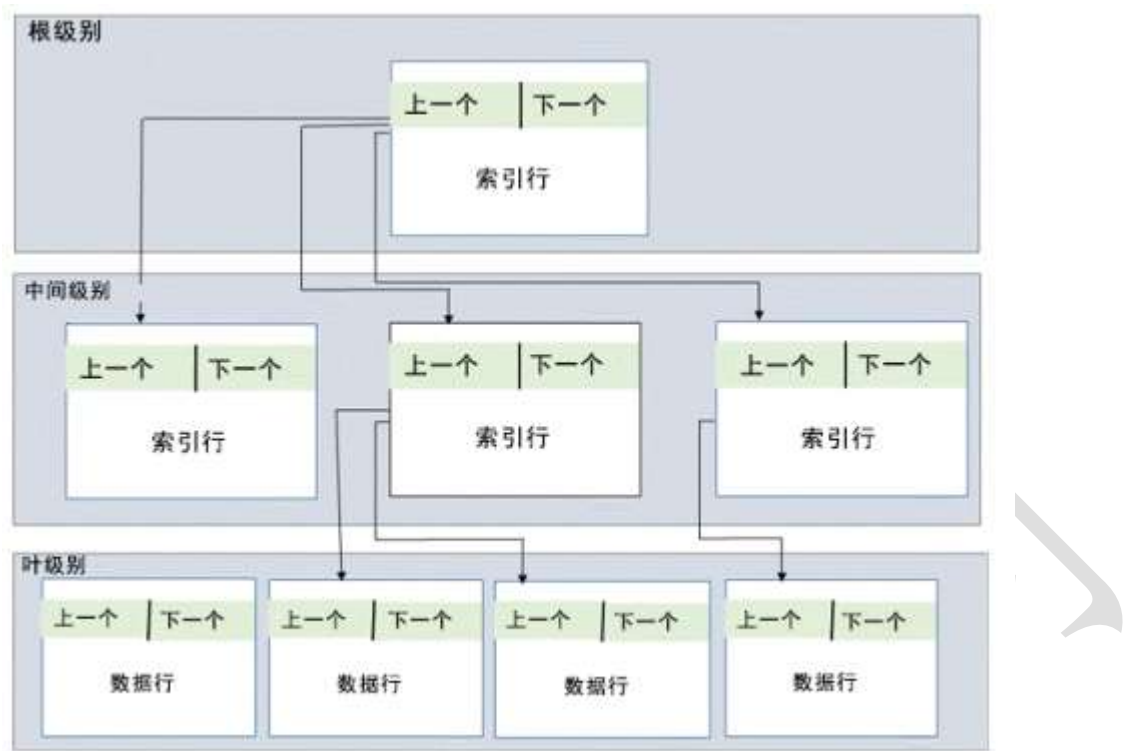 根级别
上一个 下一个
索引行
中间级别
上一个 下一个 上一个 下一个 上一个 下一个
索引行 索引行 索引行
叶级别
上一个 下一个 上一个 下一个 上一个 下一个 上一个 下一个
数据行 数据行 数据行 数据行